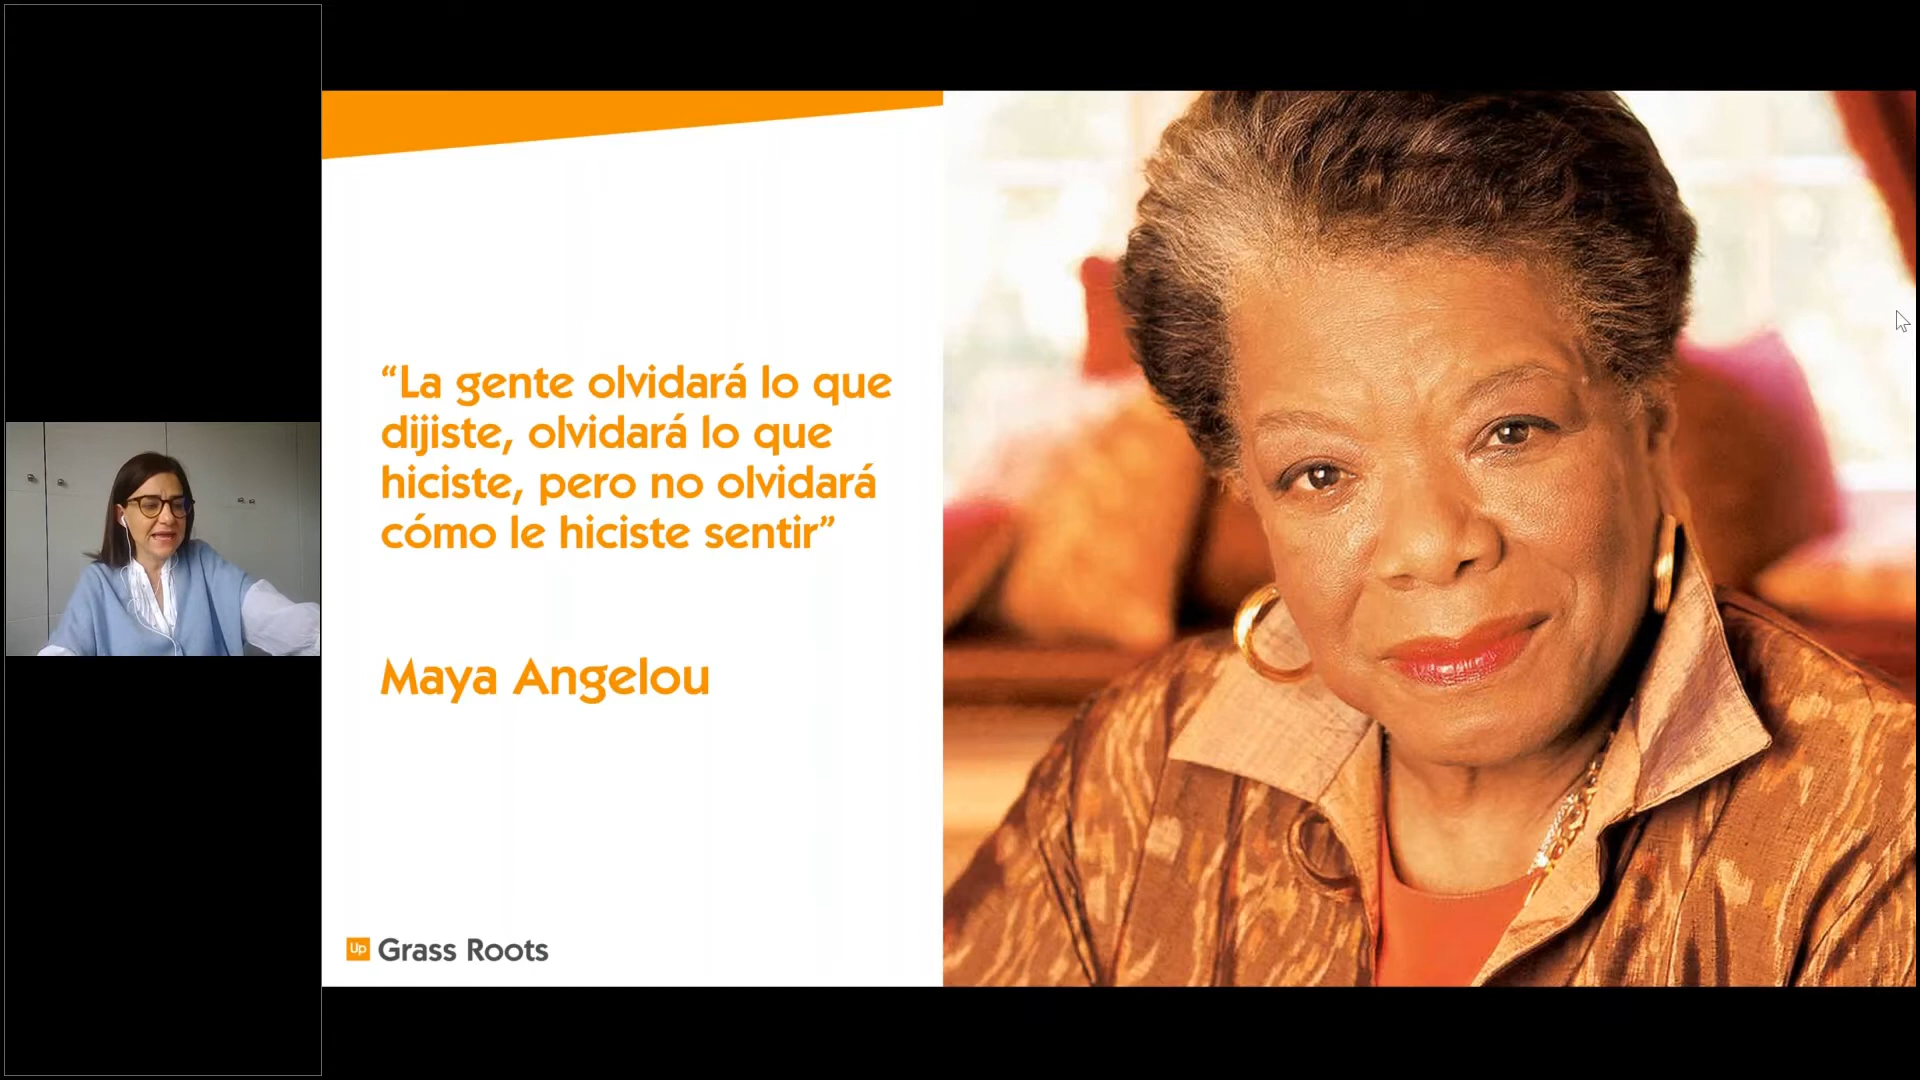 “La gente olvidará lo que
dijiste, olvidará lo que
hiciste, pero no olvidará
cómo le hiciste sentir”
Maya Angelou
Up Grass Roots